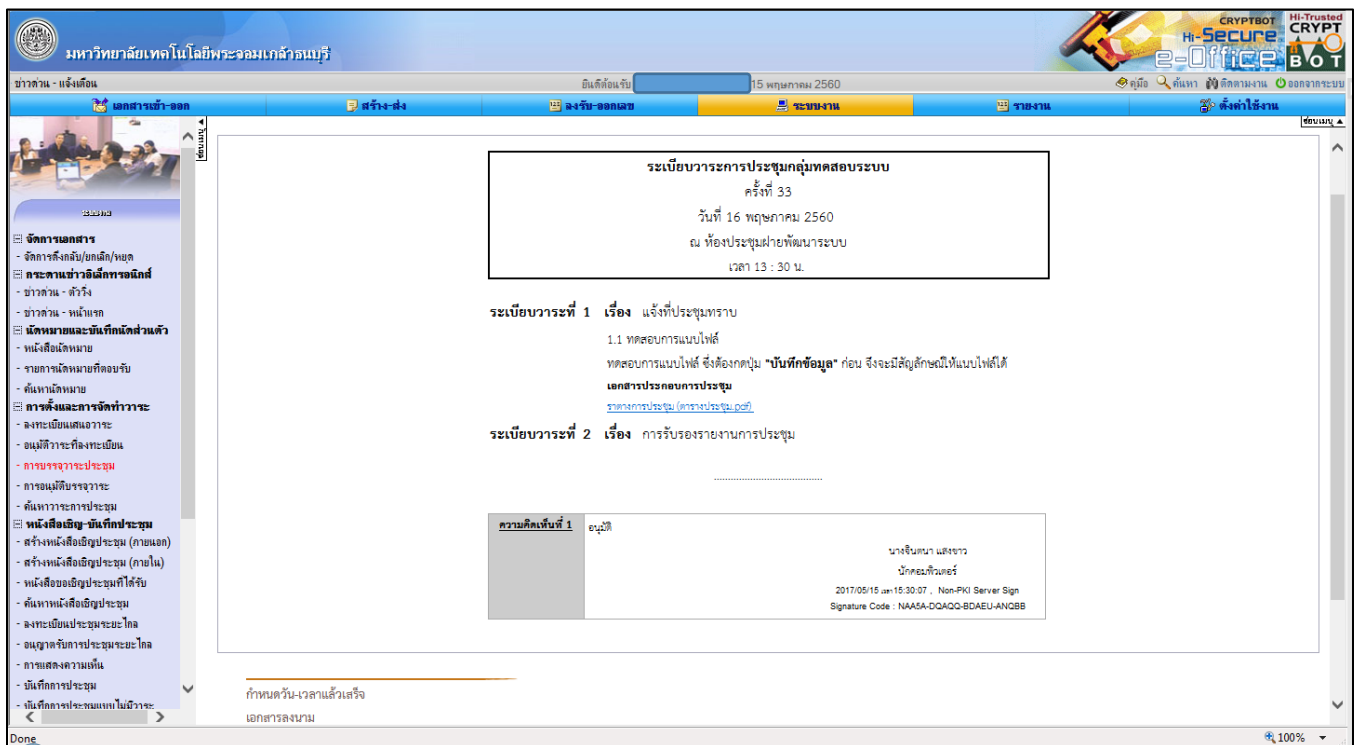 มหาวิทยาลัยเทคโนโลยีพระจอมเกล้าธนบุรี
CRYPTBOT
Hi-Secure
e-Office
Hi-Trusted
CRYPT
BOT
ข่าวด่วน - แจ้งเตือน
ยินดีต้อนรับ 15 พฤษภาคม 2560
คู่มือ ค้นหา ติดตามงาน ออกจากระบบ
เอกสารเข้า-ออก สร้าง-ส่ง ลงรับ-ออกเลข ระบบงาน รายงาน ตั้งค่าใช้งาน
ซ่อนเมนู ▲
ซ่อนเมนู ▲
ระบบงาน
จัดการเอกสาร
- จัดการดึงกลับ/ยกเลิก/หยุด
กระดานข่าวอิเล็กทรอนิกส์
- ข่าวด่วน - ตัววิ่ง
- ข่าวด่วน - หน้าแรก
นัดหมายและบันทึกนัดส่วนตัว
- หนังสือนัดหมาย
- รายการนัดหมายที่ตอบรับ
- ค้นหานัดหมาย
การตั้งและการจัดทำวาระ
- ลงทะเบียนเสนอวาระ
- อนุมัติวาระที่ลงทะเบียน
- การบรรจุวาระประชุม
- การอนุมัติบรรจุวาระ
- ค้นหาวาระการประชุม
หนังสือเชิญ-บันทึกประชุม
- สร้างหนังสือเชิญประชุม (ภายนอก)
- สร้างหนังสือเชิญประชุม (ภายใน)
- หนังสือขอเชิญประชุมที่ได้รับ
- ค้นหาหนังสือเชิญประชุม
- ลงทะเบียนประชุมระยะไกล
- อนุญาตรับการประชุมระยะไกล
- การแสดงความเห็น
- บันทึกการประชุม
- บันทึกการประชุมแบบไม่มีวาระ
ระเบียบวาระการประชุมกลุ่มทดสอบระบบ
ครั้งที่ 33
วันที่ 16 พฤษภาคม 2560
ณ ห้องประชุมฝ่ายพัฒนาระบบ
เวลา 13 : 30 น.
ระเบียบวาระที่ 1 เรื่อง แจ้งที่ประชุมทราบ
1.1 ทดสอบการแนบไฟล์
ทดสอบการแนบไฟล์ ซึ่งต้องกดปุ่ม "บันทึกข้อมูล" ก่อน จึงจะมีสัญลักษณ์ให้แนบไฟล์ได้
เอกสารประกอบการประชุม
ราตางการประชุม (ตารางประชุม.pdf)
ระเบียบวาระที่ 2 เรื่อง การรับรองรายงานการประชุม
.......................................
ความคิดเห็นที่ 1 อนุมัติ
นางจินตนา แสงขาว
นักคอมพิวเตอร์
2017/05/15 เวลา 15:30:07 , Non-PKI Server Sign
Signature Code : NAA5A-DQAQQ-BDAEU-ANQBB
กำหนดวัน-เวลาแล้วเสร็จ
เอกสารลงนาม
Done
100%